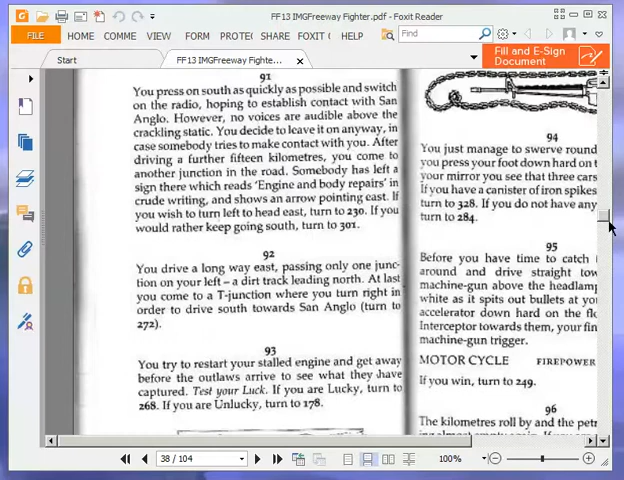 FF13 IMGFreeway Fighter.pdf - Foxit Reader
FILE HOME COMME VIEW FORM PROTE SHARE FOXIT C HELP Find
Start FF13 IMGFreeway Fighter.p... Fill and E-Sign
Document
91
You press on south as quickly as possible and switch
on the radio, hoping to establish contact with San
Anglo. However, no voices are audible above the
crackling static. You decide to leave it on anyway, in
case somebody tries to make contact with you. After
driving a further fifteen kilometres, you come to
another junction in the road. Somebody has left a
sign there which reads 'Engine and body repairs' in
crude writing, and shows an arrow pointing east. If
you wish to turn left to head east, turn to 230. If you
would rather keep going south, turn to 301.
92
You drive a long way east, passing only one junc-
tion on your left – a dirt track leading north. At last
you come to a T-junction where you turn right in
order to drive south towards San Anglo (turn to
272).
93
You try to restart your stalled engine and get away
before the outlaws arrive to see what they have
captured. Test your Luck. If you are Lucky, turn to
268. If you are Unlucky, turn to 178.
94
You just manage to swerve round
you press your foot down hard on t
your mirror you see that three cars
If you have a canister of iron spikes
turn to 328. If you do not have any
turn to 284.
95
Before you have time to catch
around and drive straight tow
machine-gun above the headlamp
white as it spits out bullets at yo
accelerator down hard on the flo
Interceptor towards them, your fin
machine-gun trigger.
MOTOR CYCLE FIREPOWER
If you win, turn to 249.
96
The kilometres roll by and the petr
38 / 104 100%